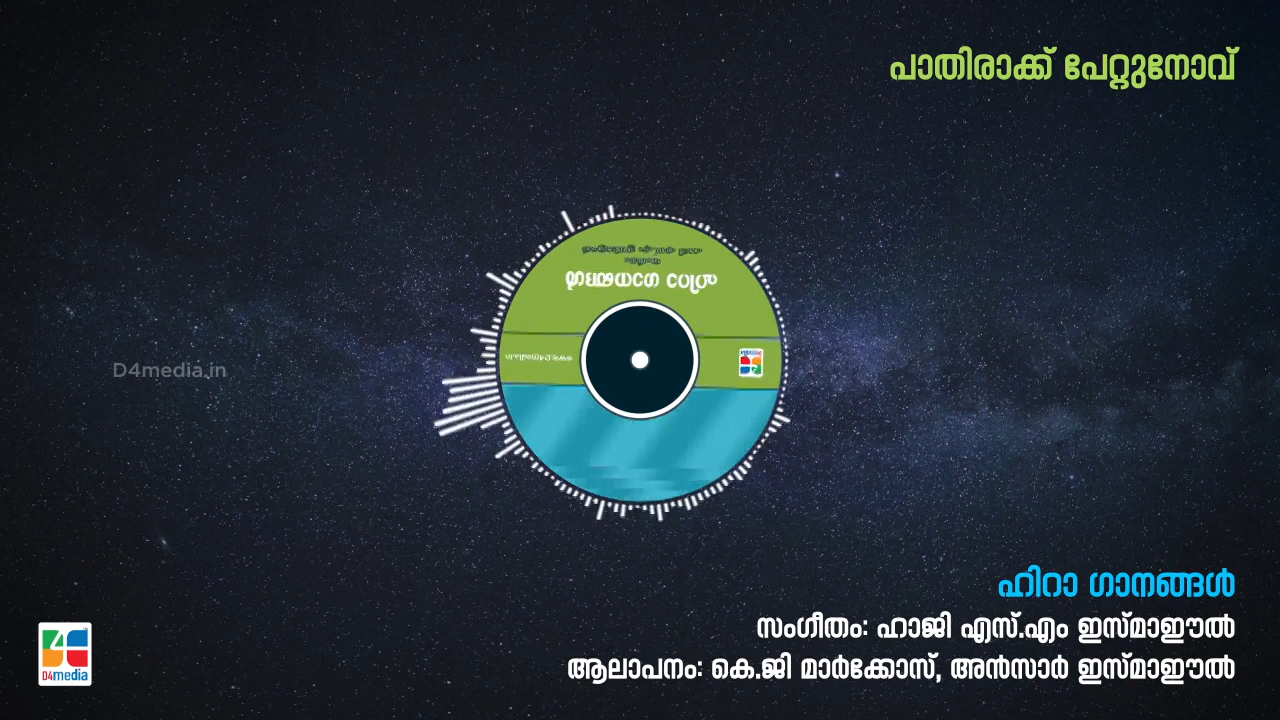 പാതിരാക്ക് പേറ്റുനോവ്
D4media.in
ഹിറാ ഗാനങ്ങൾ
സംഗീതം: ഹാജി എസ്.എം ഇസ്മാഈൽ
ആലാപനം: കെ.ജി മാർക്കോസ്, അൻസാർ ഇസ്മാഈൽ
D4media